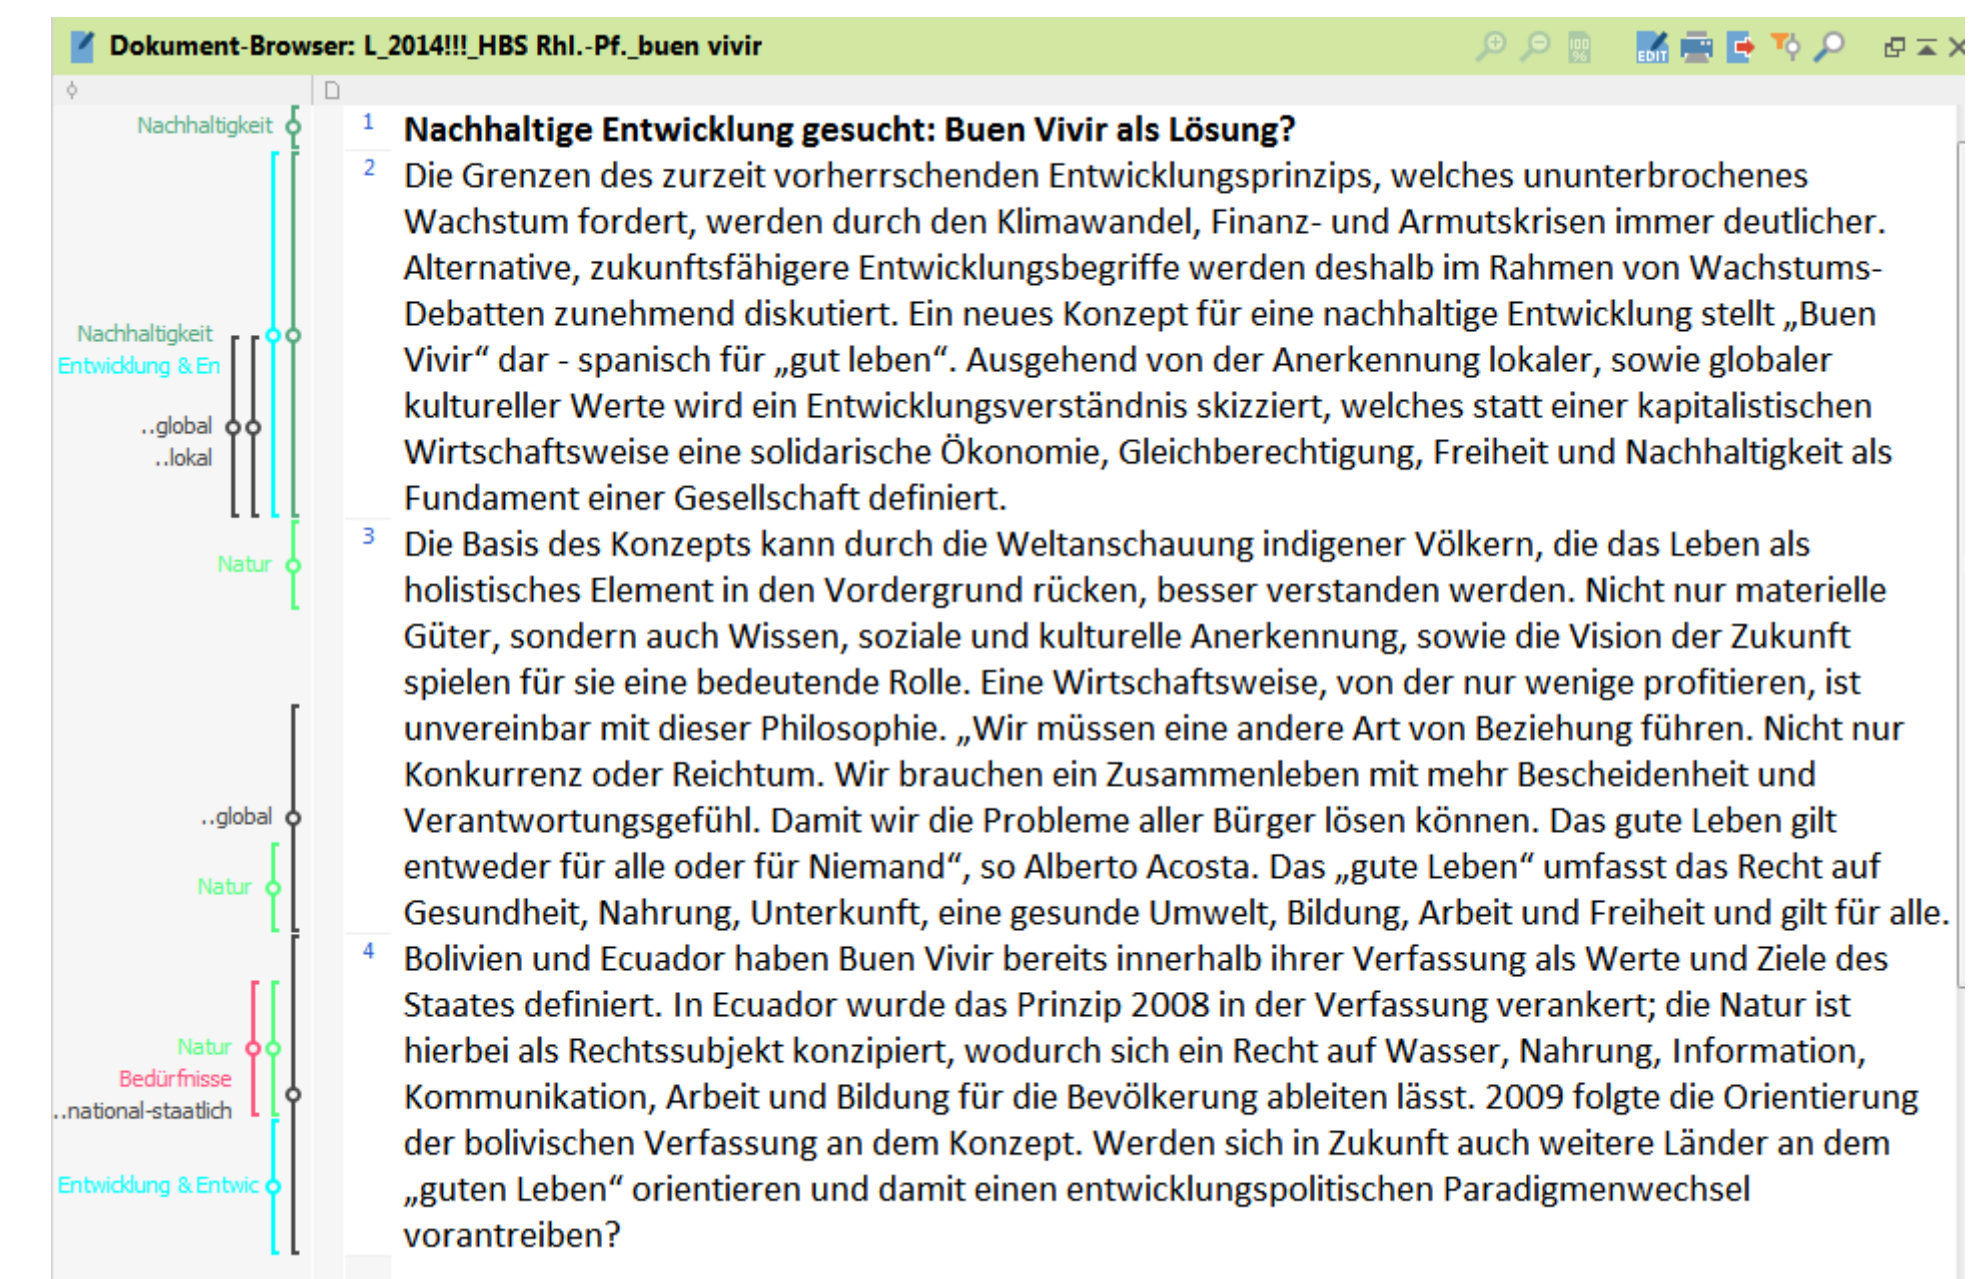 Dokument-Browser: L_2014!!!_HBS Rhl.-Pf._buen vivir
100 %
EDIT
Nachhaltigkeit
1 Nachhaltige Entwicklung gesucht: Buen Vivir als Lösung?
2 Die Grenzen des zurzeit vorherrschenden Entwicklungsprinzips, welches ununterbrochenes
Wachstum fordert, werden durch den Klimawandel, Finanz- und Armutskrisen immer deutlicher.
Alternative, zukunftsfähigere Entwicklungsbegriffe werden deshalb im Rahmen von Wachstums-
Debatten zunehmend diskutiert. Ein neues Konzept für eine nachhaltige Entwicklung stellt „Buen
Vivir“ dar - spanisch für „gut leben“. Ausgehend von der Anerkennung lokaler, sowie globaler
kultureller Werte wird ein Entwicklungsverständnis skizziert, welches statt einer kapitalistischen
Wirtschaftsweise eine solidarische Ökonomie, Gleichberechtigung, Freiheit und Nachhaltigkeit als
Fundament einer Gesellschaft definiert.
Nachhaltigkeit
Entwicklung & En
..global
..lokal
3 Die Basis des Konzepts kann durch die Weltanschauung indigener Völkern, die das Leben als
holistisches Element in den Vordergrund rücken, besser verstanden werden. Nicht nur materielle
Güter, sondern auch Wissen, soziale und kulturelle Anerkennung, sowie die Vision der Zukunft
spielen für sie eine bedeutende Rolle. Eine Wirtschaftsweise, von der nur wenige profitieren, ist
unvereinbar mit dieser Philosophie. „Wir müssen eine andere Art von Beziehung führen. Nicht nur
Konkurrenz oder Reichtum. Wir brauchen ein Zusammenleben mit mehr Bescheidenheit und
Verantwortungsgefühl. Damit wir die Probleme aller Bürger lösen können. Das gute Leben gilt
entweder für alle oder für Niemand“, so Alberto Acosta. Das „gute Leben“ umfasst das Recht auf
Gesundheit, Nahrung, Unterkunft, eine gesunde Umwelt, Bildung, Arbeit und Freiheit und gilt für alle.
Natur
..global
Natur
4 Bolivien und Ecuador haben Buen Vivir bereits innerhalb ihrer Verfassung als Werte und Ziele des
Staates definiert. In Ecuador wurde das Prinzip 2008 in der Verfassung verankert; die Natur ist
hierbei als Rechtssubjekt konzipiert, wodurch sich ein Recht auf Wasser, Nahrung, Information,
Kommunikation, Arbeit und Bildung für die Bevölkerung ableiten lässt. 2009 folgte die Orientierung
der bolivischen Verfassung an dem Konzept. Werden sich in Zukunft auch weitere Länder an dem
„guten Leben“ orientieren und damit einen entwicklungspolitischen Paradigmenwechsel
vorantreiben?
Natur
Bedürfnisse
..national-staatlich
Entwicklung & Entwic